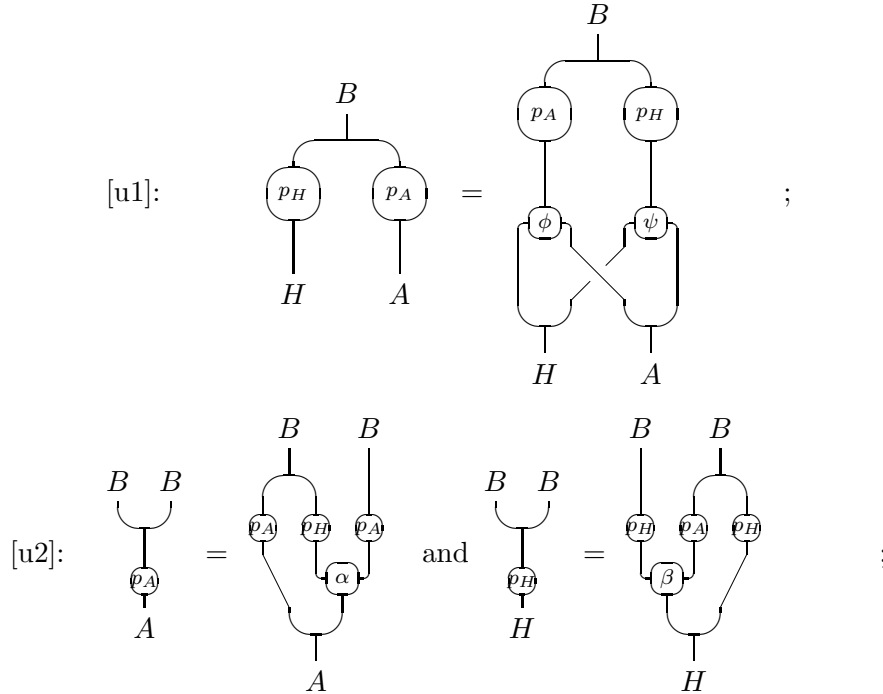 B
B
p_A p_H
[u1]: p_H p_A = ;
φ ψ
H A
H A
B B B B
B B B B
[u2]: p_A p_H p_A and p_H p_A p_H
p_A = α p_H = β ;
A H
A H